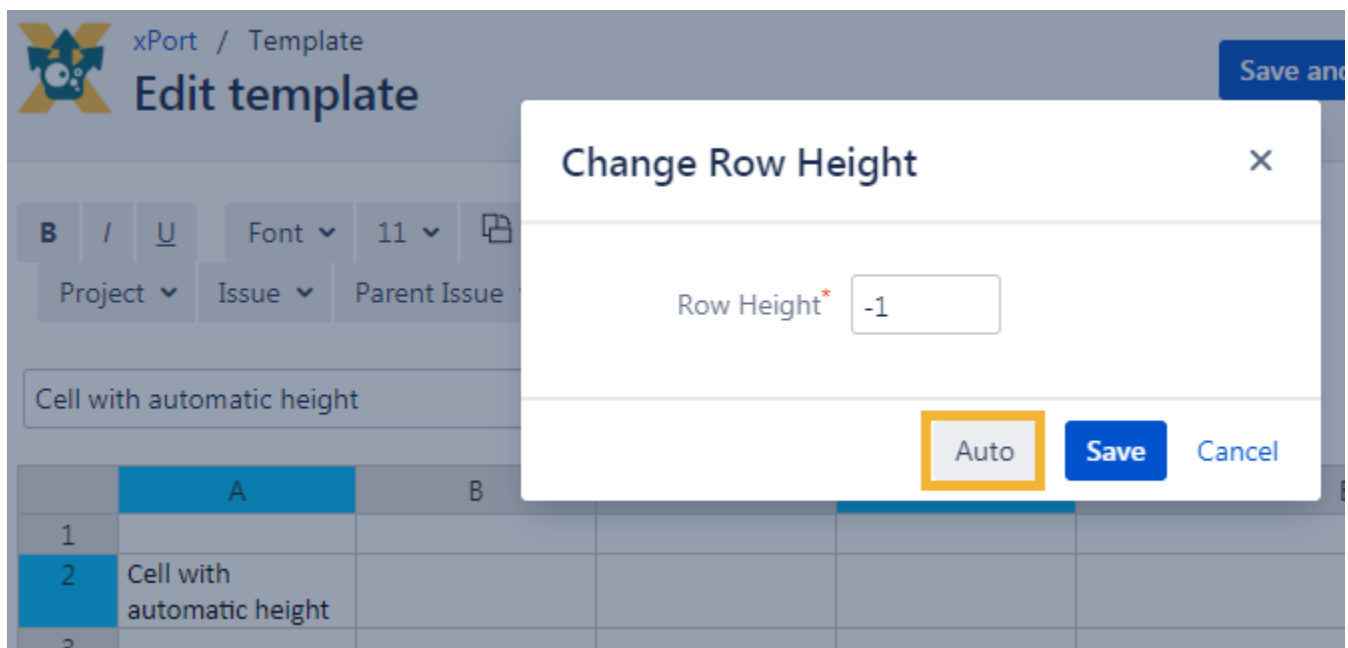 xPort / Template
Edit template
Save and
Change Row Height
B I U Font 11
Project Issue Parent Issue
Row Height* -1
Cell with automatic height
Auto Save Cancel
A B
1
2 Cell with
automatic height